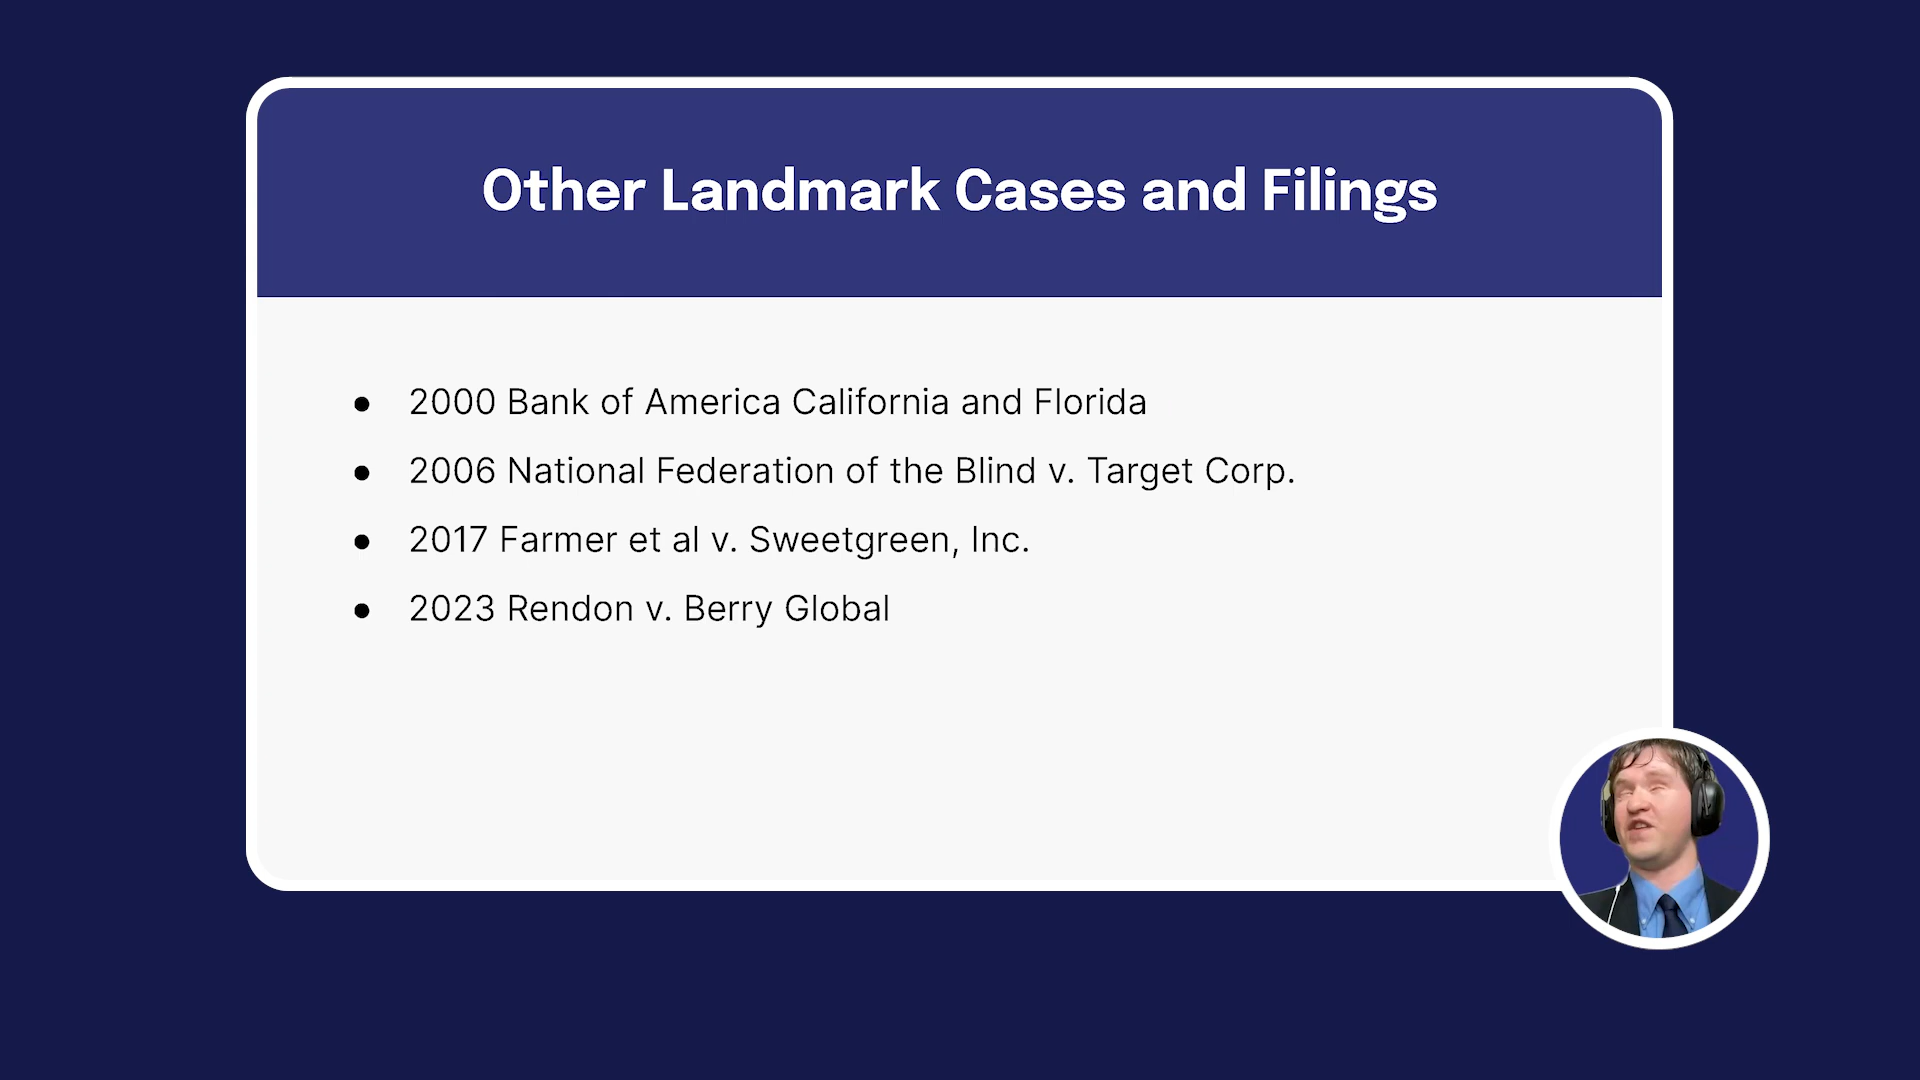 Other Landmark Cases and Filings
● 2000 Bank of America California and Florida
● 2006 National Federation of the Blind v. Target Corp.
● 2017 Farmer et al v. Sweetgreen, Inc.
● 2023 Rendon v. Berry Global